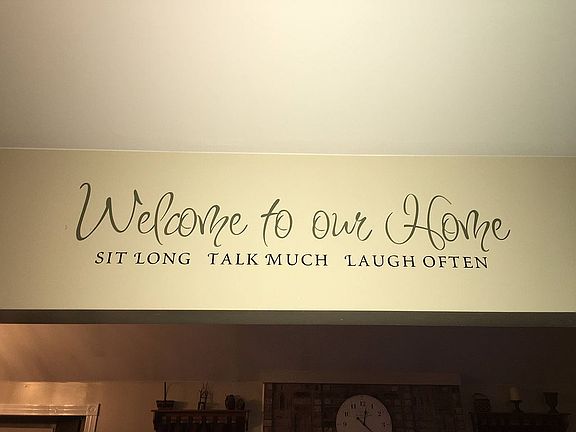 Welcome to our Home
SIT LONG TALK MUCH LAUGH OFTEN